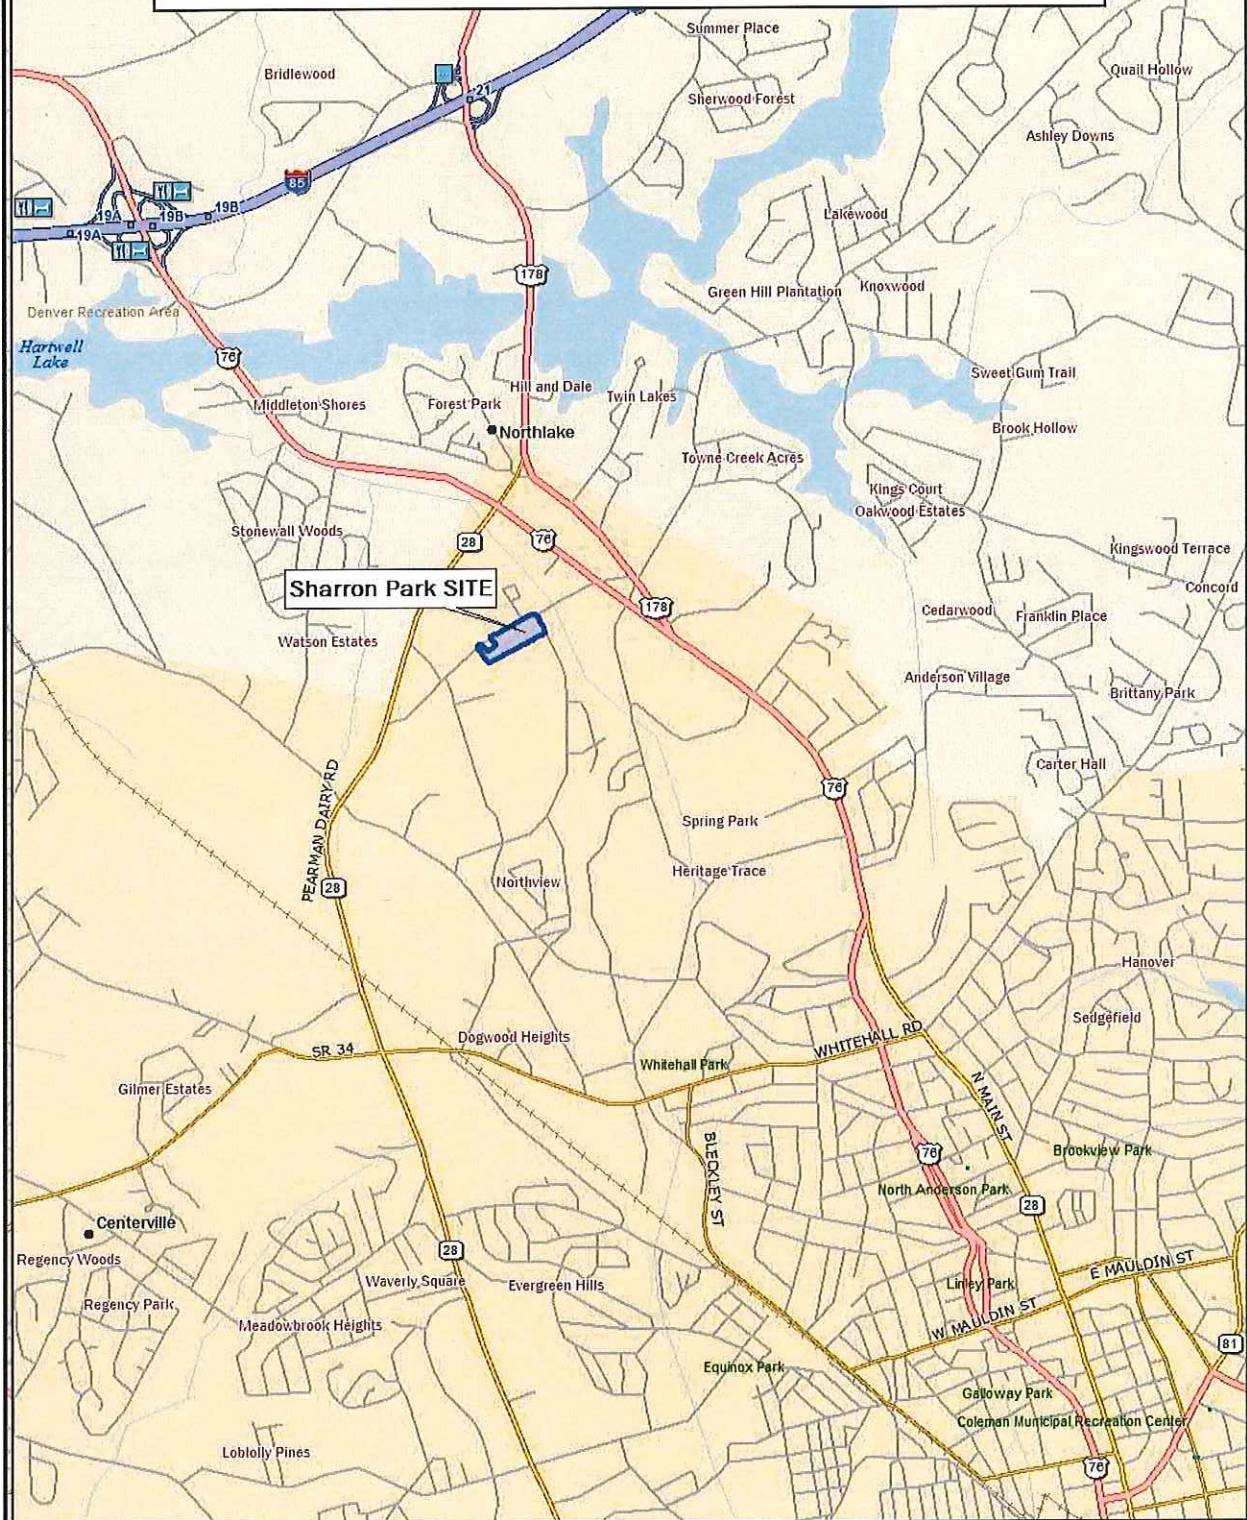 Summer Place
Bridlewood
Quail Hollow
21
Sherwood Forest
Ashley Downs
85
19A
19B
19B
19A
Lakewood
178
Green Hill Plantation
Knoxwood
Denver Recreation Area
Hartwell
Lake
76
Sweet Gum Trail
Hill and Dale
Twin Lakes
Middleton Shores
Forest Park
Northlake
Brook Hollow
Towne Creek Acres
Kings Court
Oakwood Estates
Stonewall Woods
28
76
Kingswood Terrace
Sharron Park SITE
Concord
178
Cedarwood
Franklin Place
Watson Estates
Anderson Village
Brittany Park
Carter Hall
PEARMAN DAIRY RD
76
Spring Park
Heritage Trace
Northview
28
Hanover
Sedgefield
Dogwood Heights
SR 34
WHITEHALL RD
Whitehall Park
Gilmer Estates
N MAIN ST
BLECKLEY ST
76
Brookview Park
North Anderson Park
28
Centerville
Regency Woods
28
E MAULDIN ST
Waverly Square
Evergreen Hills
Linley Park
Regency Park
Meadowbrook Heights
W MAULDIN ST
81
Equinox Park
Galloway Park
Coleman Municipal Recreation Center
Loblolly Pines
76